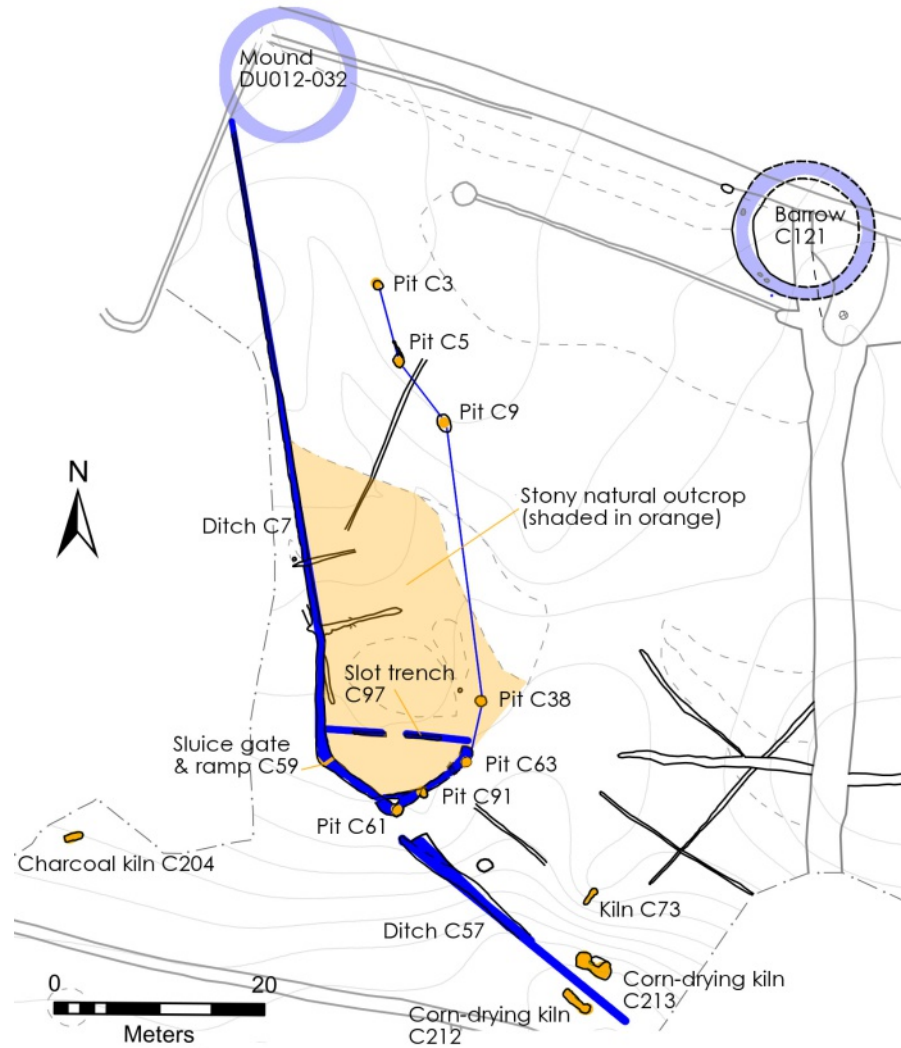 Mound
DU012-032
Barrow
C121
Pit C3
Pit C5
Pit C9
N
Stony natural outcrop
(shaded in orange)
Ditch C7
Slot trench
C97
Pit C38
Sluice gate
& ramp C59
Pit C63
Pit C91
Pit C61
Charcoal kiln C204
Kiln C73
Ditch C57
Corn-drying kiln
C213
Corn-drying kiln
C212
0 20
Meters